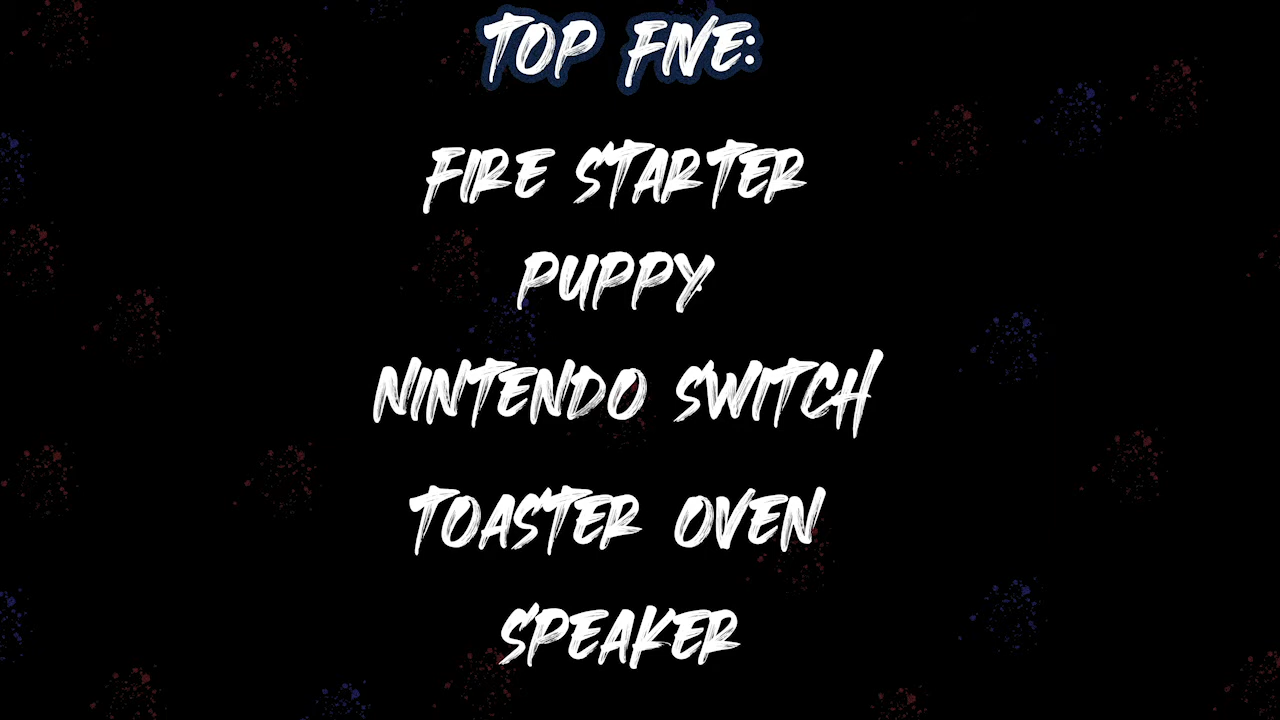 TOP FIVE:
FIRE STARTER
PUPPY
NINTENDO SWITCH
TOASTER OVEN
SPEAKER